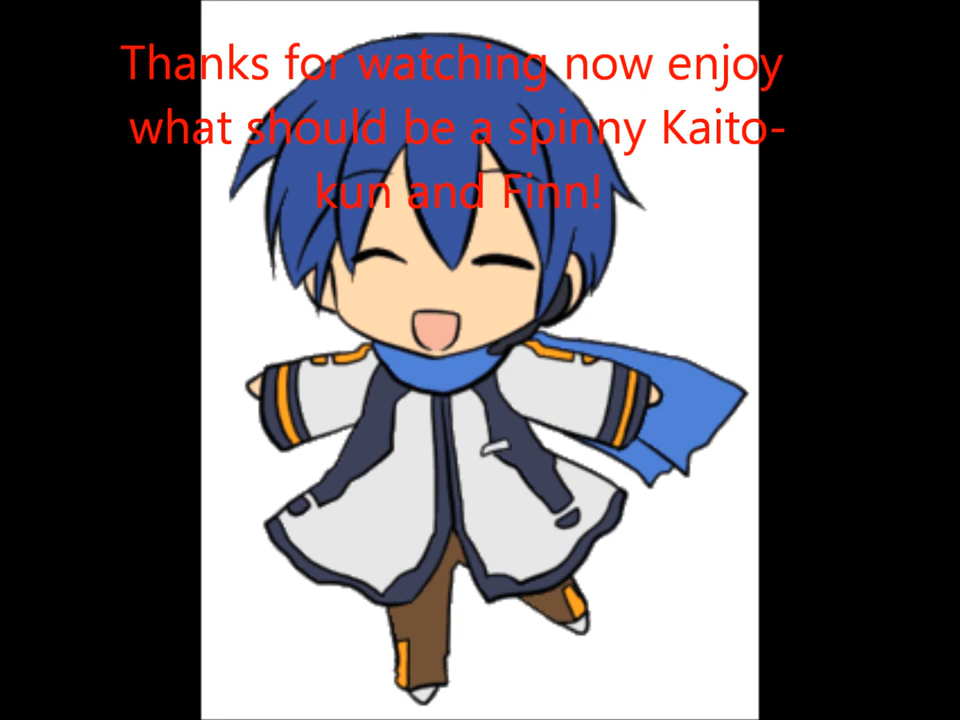 Thanks for watching now enjoy
what should be a spinny Kaito-
kun and Finn!